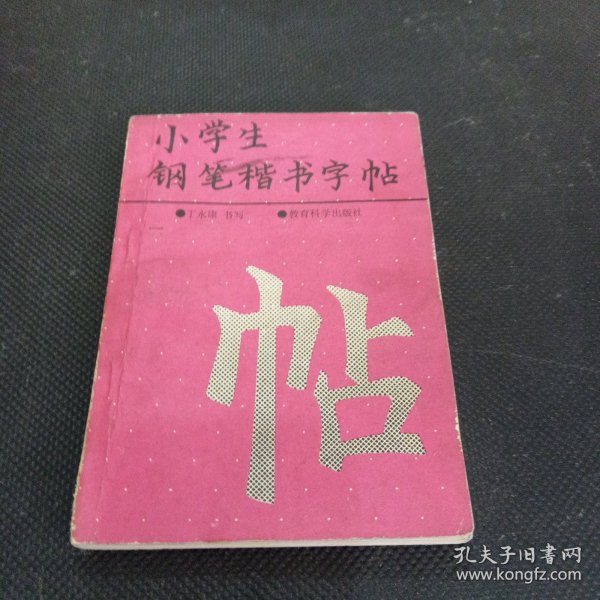 小学生
钢笔楷书字帖
●丁永康 书写 ●教育科学出版社
帖
孔夫子旧書网
www.kongfz.com